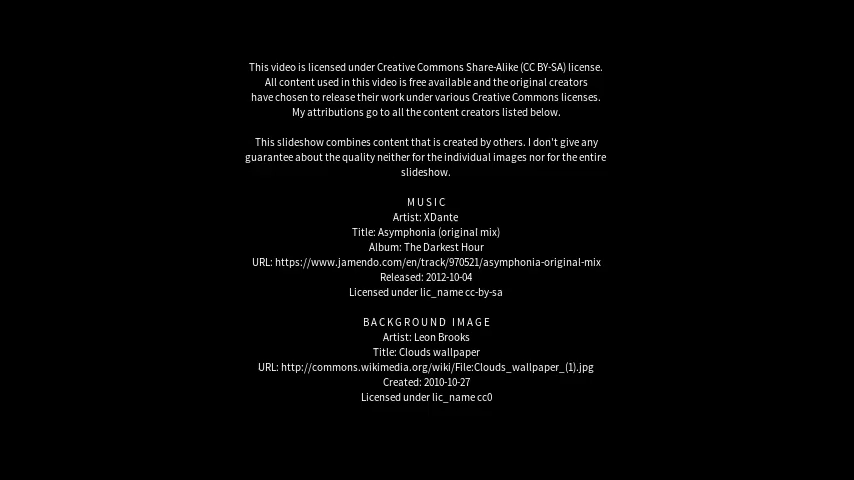 This video is licensed under Creative Commons Share-Alike (CC BY-SA) license.
All content used in this video is free available and the original creators
have chosen to release their work under various Creative Commons licenses.
My attributions go to all the content creators listed below.
This slideshow combines content that is created by others. I don't give any
guarantee about the quality neither for the individual images nor for the entire
slideshow.
MUSIC
Artist: XDante
Title: Asymphonia (original mix)
Album: The Darkest Hour
URL: https://www.jamendo.com/en/track/970521/asymphonia-original-mix
Released: 2012-10-04
Licensed under lic_name cc-by-sa
BACKGROUND IMAGE
Artist: Leon Brooks
Title: Clouds wallpaper
URL: http://commons.wikimedia.org/wiki/File:Clouds_wallpaper_(1).jpg
Created: 2010-10-27
Licensed under lic_name cc0